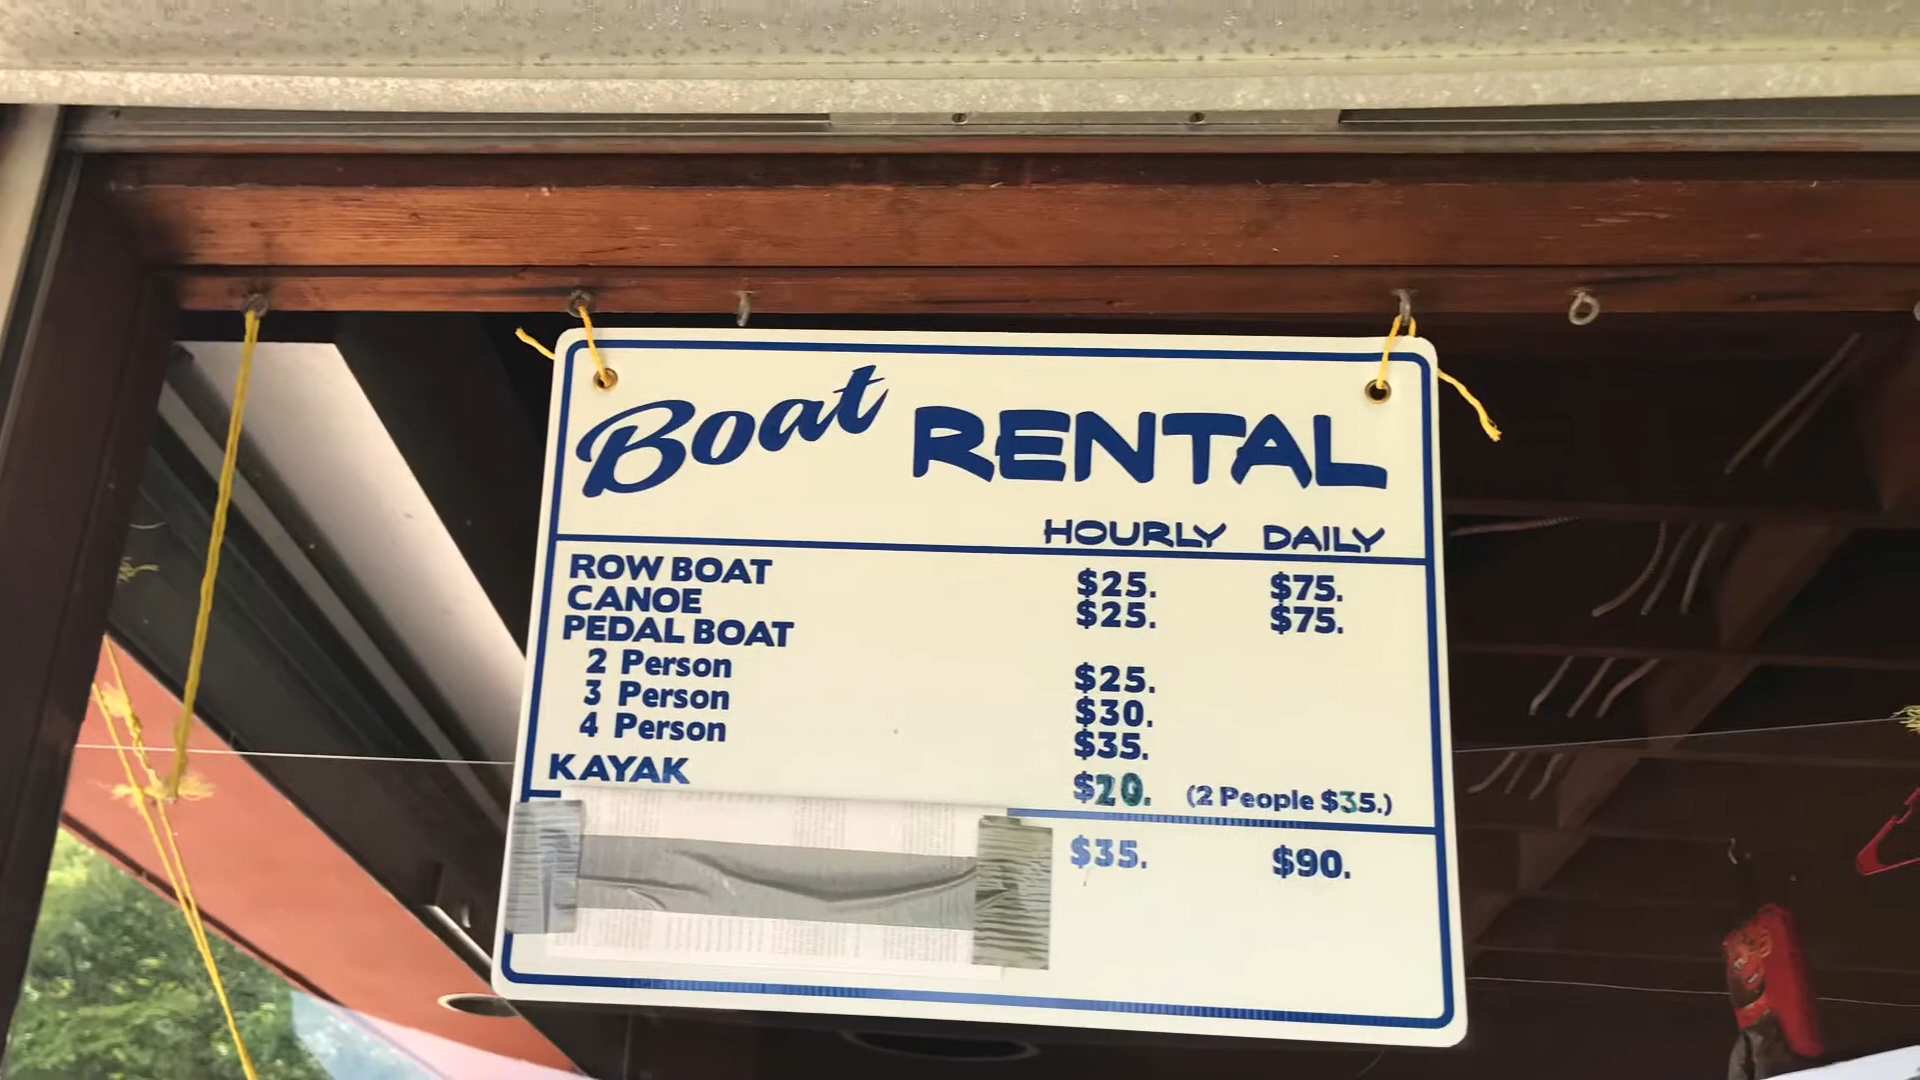 Boat RENTAL
HOURLY DAILY
ROW BOAT $25. $75.
CANOE $25. $75.
PEDAL BOAT
2 Person $25.
3 Person $30.
4 Person $35.
KAYAK $20. (2 People $35.)
$35. $90.